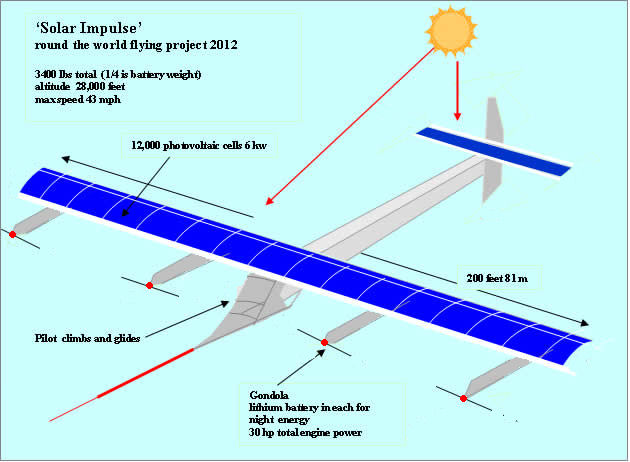 ‘Solar Impulse’
round the world flying project 2012
3400 lbs total (1/4 is battery weight)
altitude 28,000 feet
max speed 43 mph
12,000 photovoltaic cells 6 kw
200 feet 81 m
Pilot climbs and glides
Gondola
lithium battery in each for
night energy
30 hp total engine power